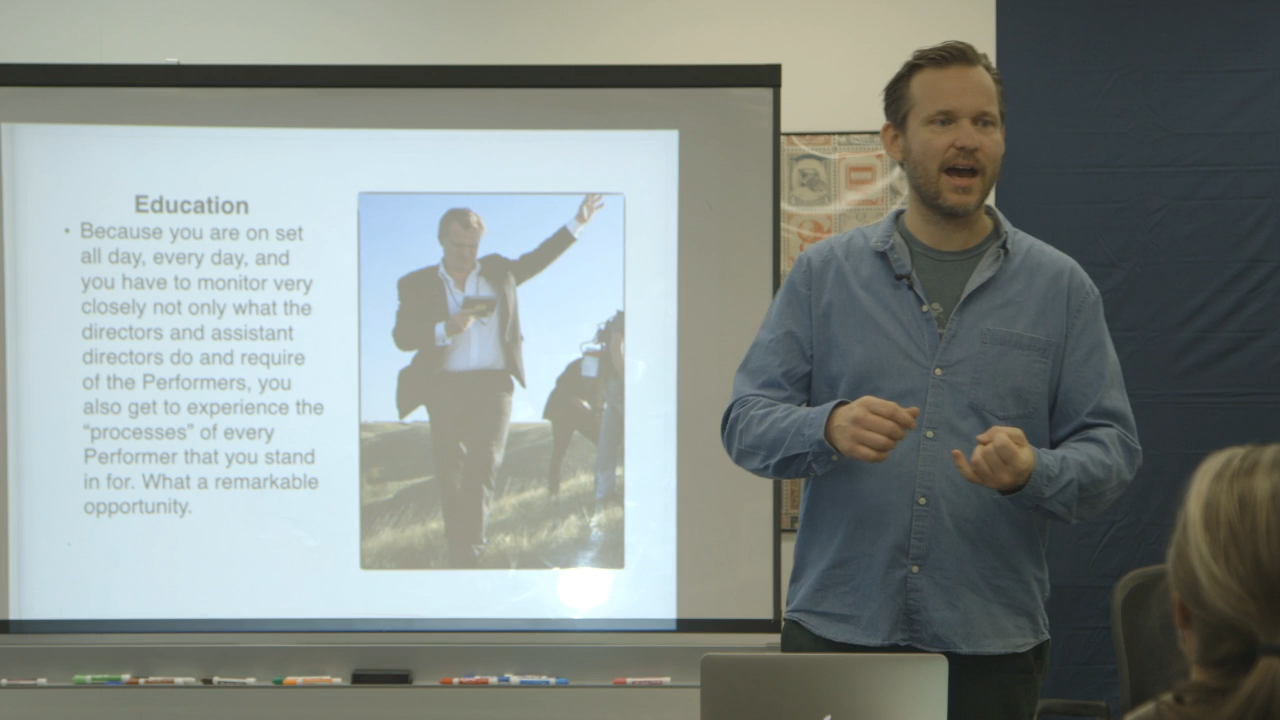 Education
• Because you are on set
all day, every day, and
you have to monitor very
closely not only what the
directors and assistant
directors do and require
of the Performers, you
also get to experience the
“processes” of every
Performer that you stand
in for. What a remarkable
opportunity.
D